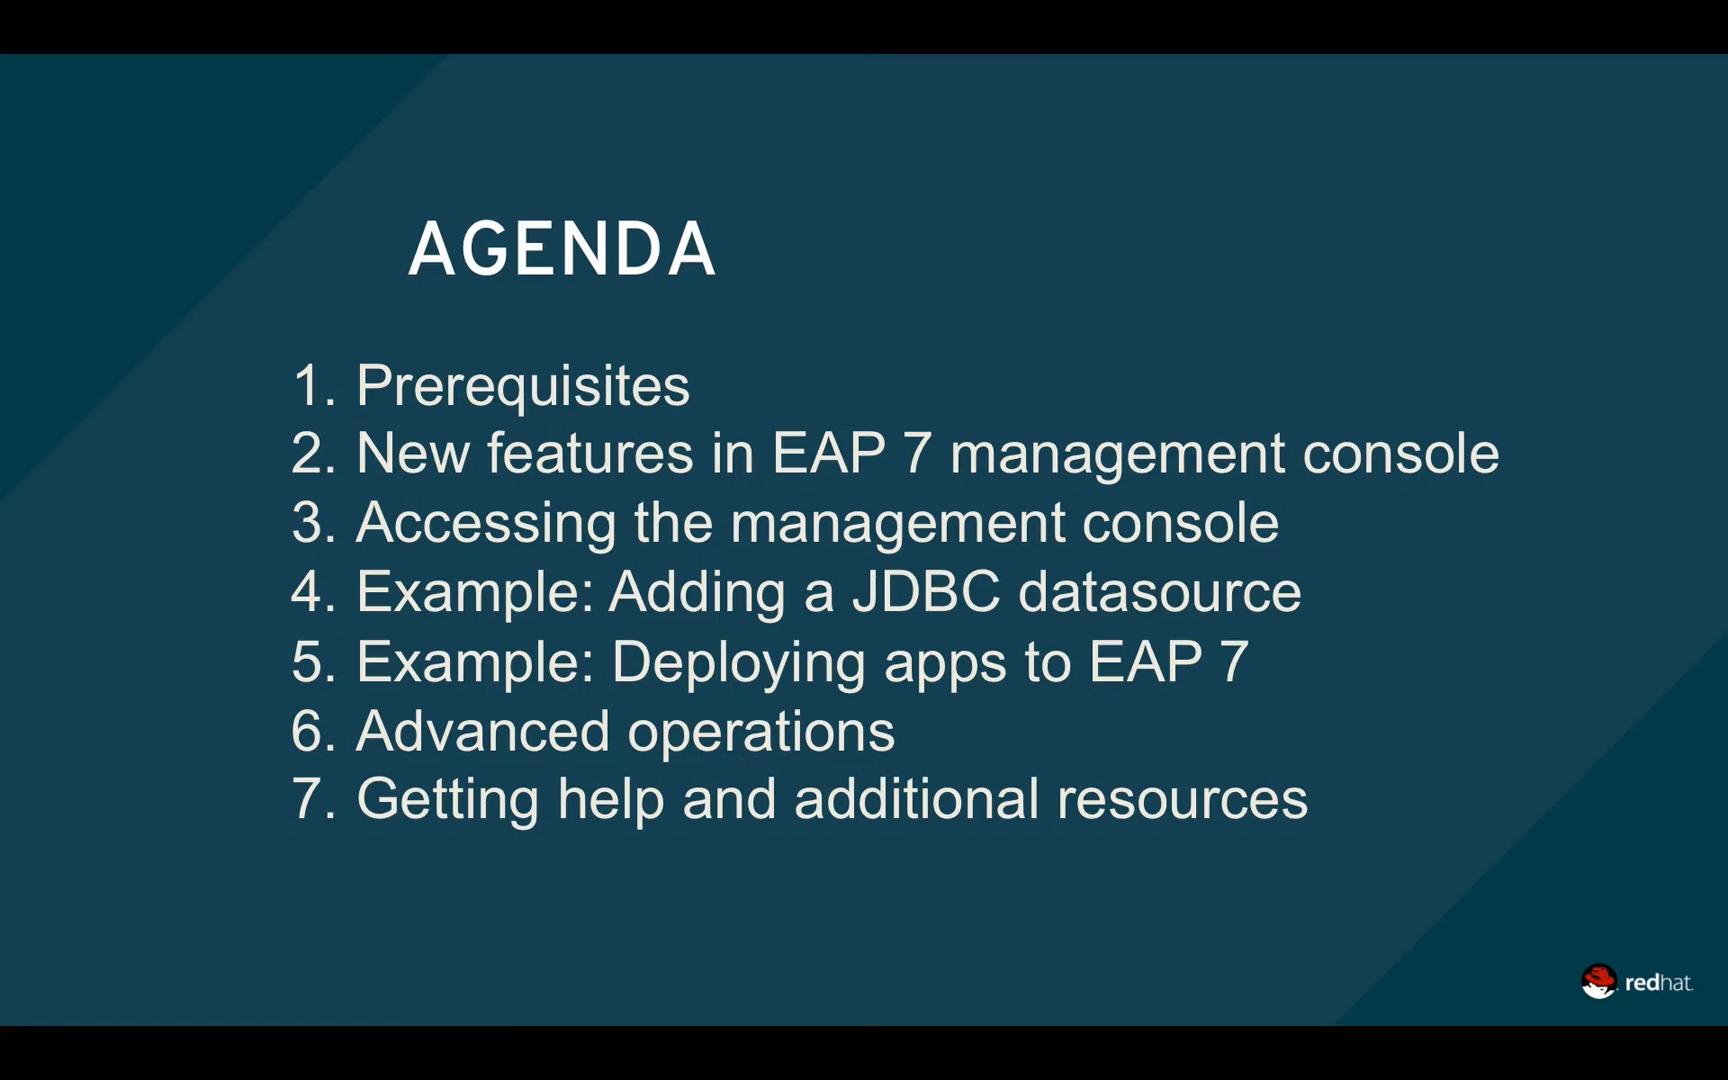 AGENDA
1. Prerequisites
2. New features in EAP 7 management console
3. Accessing the management console
4. Example: Adding a JDBC datasource
5. Example: Deploying apps to EAP 7
6. Advanced operations
7. Getting help and additional resources
redhat.